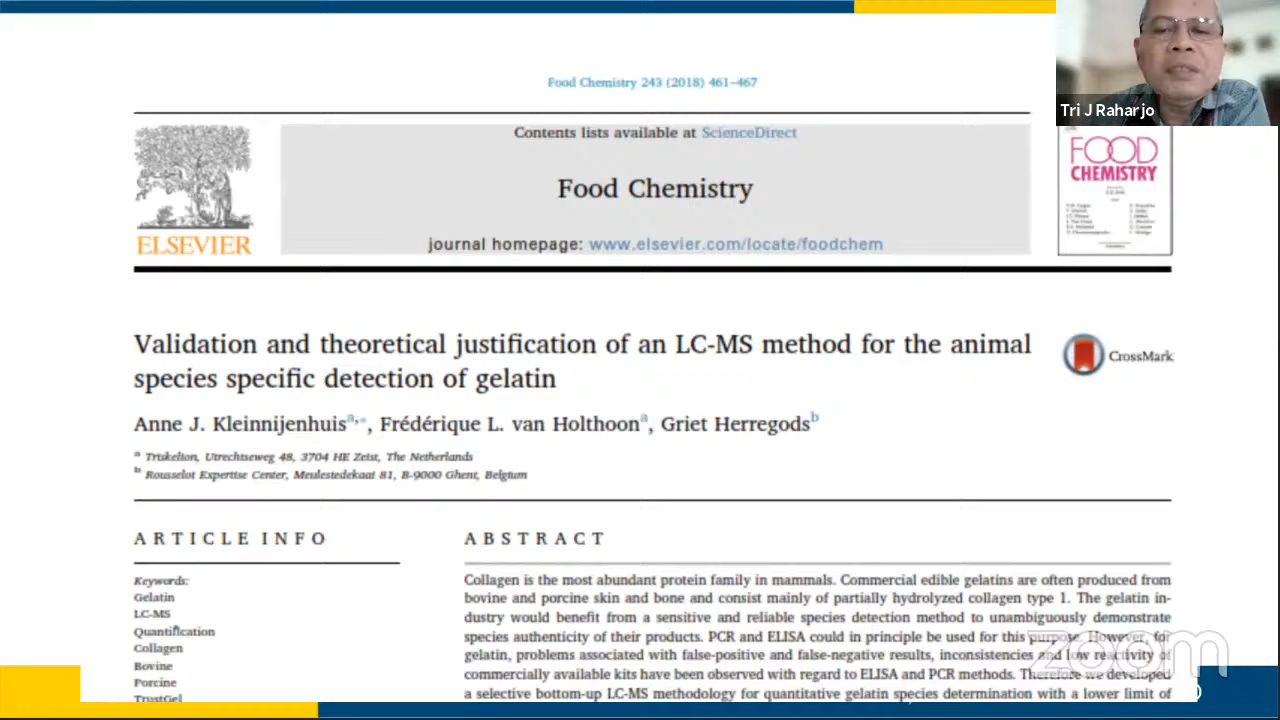 Food Chemistry 243 (2018) 461–467
Tri J Raharjo
Contents lists available at ScienceDirect
Food Chemistry
journal homepage: www.elsevier.com/locate/foodchem
ELSEVIER
FOOD
CHEMISTRY
Validation and theoretical justification of an LC-MS method for the animal
species specific detection of gelatin
CrossMark
Anne J. Kleinnijenhuisa,*, Frédérique L. van Holthoona, Griet Herregodsb
a Triskelion, Utrechtseweg 48, 3704 HE Zeist, The Netherlands
b Rousselot Expertise Center, Meulestedekaai 81, B-9000 Ghent, Belgium
ARTICLE INFO
Keywords:
Gelatin
LC-MS
Quantification
Collagen
Bovine
Porcine
TrustGel
ABSTRACT
Collagen is the most abundant protein family in mammals. Commercial edible gelatins are often produced from
bovine and porcine skin and bone and consist mainly of partially hydrolyzed collagen type 1. The gelatin in-
dustry would benefit from a sensitive and reliable species detection method to unambiguously demonstrate
species authenticity of their products. PCR and ELISA could in principle be used for this purpose. However, for
gelatin, problems associated with false-positive and false-negative results, inconsistencies and low reactivity of
commercially available kits have been observed with regard to ELISA and PCR methods. Therefore we developed
a selective bottom-up LC-MS methodology for quantitative gelatin species determination with a lower limit of
zoom